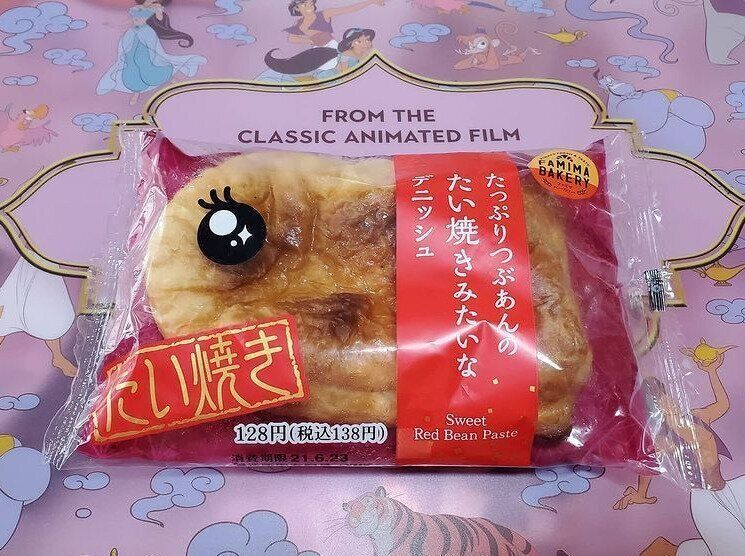 FROM THE
CLASSIC ANIMATED FILM
FAMIMA
BAKERY
たっぷりつぶあんの
たい焼きみたいな
デニッシュ
たい焼き
Sweet
Red Bean Paste
128円(税込138円)
消費期限 21.6.23